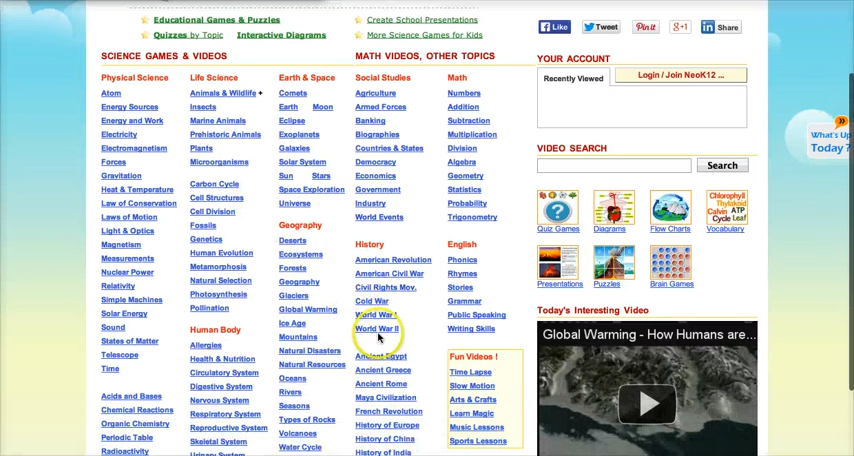 Educational Games & Puzzles
Create School Presentations
Quizzes by Topic
Interactive Diagrams
More Science Games for Kids
Like
Tweet
Pin it
+1
Share
SCIENCE GAMES & VIDEOS
Physical Science
Atom
Energy Sources
Energy and Work
Electricity
Electromagnetism
Forces
Gravitation
Heat & Temperature
Law of Conservation
Laws of Motion
Light & Optics
Magnetism
Measurements
Nuclear Power
Relativity
Simple Machines
Solar Energy
Sound
States of Matter
Telescope
Time
Acids and Bases
Chemical Reactions
Organic Chemistry
Periodic Table
Radioactivity
Life Science
Animals & Wildlife +
Insects
Marine Animals
Prehistoric Animals
Plants
Microorganisms
Carbon Cycle
Cell Structures
Cell Division
Fossils
Genetics
Human Evolution
Metamorphosis
Natural Selection
Photosynthesis
Pollination
Human Body
Allergies
Health & Nutrition
Circulatory System
Digestive System
Nervous System
Respiratory System
Reproductive System
Skeletal System
Urinary System
Earth & Space
Comets
Earth Moon
Eclipse
Exoplanets
Galaxies
Solar System
Sun Stars
Space Exploration
Universe
Geography
Deserts
Ecosystems
Forests
Geography
Glaciers
Global Warming
Ice Age
Mountains
Natural Disasters
Natural Resources
Oceans
Rivers
Seasons
Types of Rocks
Volcanoes
Water Cycle
MATH VIDEOS, OTHER TOPICS
Social Studies
Agriculture
Armed Forces
Banking
Biographies
Countries & States
Democracy
Economics
Government
Industry
World Events
History
American Revolution
American Civil War
Civil Rights Mov.
Cold War
World War I
World War II
Ancient Egypt
Ancient Greece
Ancient Rome
Maya Civilization
French Revolution
History of Europe
History of China
History of India
Math
Numbers
Addition
Subtraction
Multiplication
Division
Algebra
Geometry
Statistics
Probability
Trigonometry
English
Phonics
Rhymes
Stories
Grammar
Public Speaking
Writing Skills
Fun Videos !
Time Lapse
Slow Motion
Arts & Crafts
Learn Magic
Music Lessons
Sports Lessons
YOUR ACCOUNT
Recently Viewed
Login / Join NeoK12 ...
VIDEO SEARCH
Search
Chlorophyll
Thylakoid
Calvin ATP
Cycle Leaf
Quiz Games
Diagrams
Flow Charts
Vocabulary
Presentations
Puzzles
Brain Games
Today's Interesting Video
Global Warming - How Humans are...
What's Up
Today ?